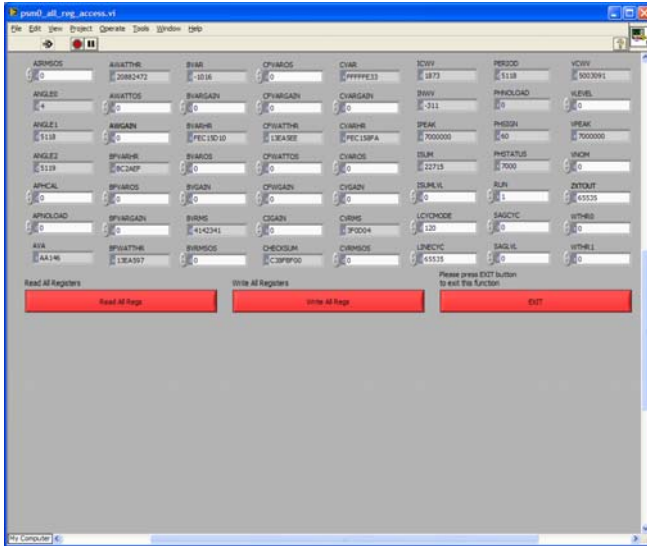 psm0_all_reg_access.vi
File Edit View Project Operate Tools Window Help
AIRMSOS AWATTHR BVAR CFVAROS CVAR ICWV PERIOD VCWV
0 20882472 -1016 0 FFFFFE33 1873 5118 5003091
ANGLE0 AWATTOS BVARGAIN CFVARGAIN CVARGAIN INWV PHNOLOAD VLEVEL
4 0 0 0 0 -311 0 0
ANGLE1 AWGAIN BVARHR CFWATTHR CVARHR IPEAK PHSIGN VPEAK
5118 0 FEC15D10 13EA5EE FEC158FA 7000000 60 7000000
ANGLE2 BFVARHR BVAROS CFWATTOS CVAROS ISUM PHSTATUS VNOM
5119 BC2AEF 0 0 0 22715 7000 0
APHCAL BFVAROS BVGAIN CFWGAIN CVGAIN ISUMLVL RUN ZXTOUT
0 0 0 0 0 0 1 65535
APNOLOAD BFVARGAIN BVRMS CIGAIN CVRMS LCYCMODE SAGCYC WTHR0
0 0 4142341 0 3F0D04 120 0 0
AVA BFWATTHR BVRMSOS CHECKSUM CVRMSOS LINECYC SAGLVL WTHR1
AA146 13EA597 0 C39FBF00 0 65535 0 0
Read All Registers Write All Registers Please press EXIT button
to exit this function
Read All Regs Write All Regs EXIT
My Computer